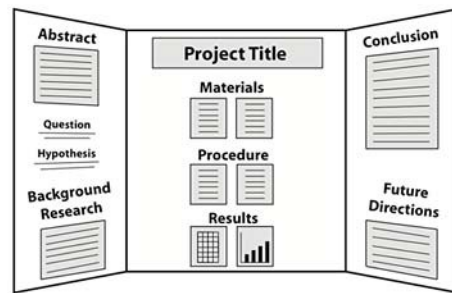 Abstract
Question
Hypothesis
Background
Research
Project Title
Materials
Procedure
Results
Conclusion
Future
Directions